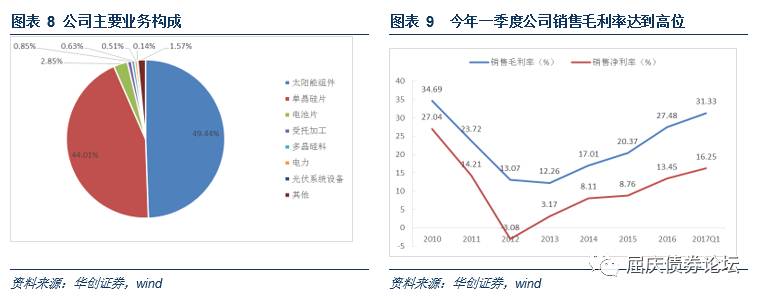 图表 8 公司主要业务构成
0.63%
0.51%
0.14%
1.57%
0.85%
2.85%
49.44%
44.01%
太阳能组件
单晶硅片
电池片
受托加工
多晶硅料
电力
光伏系统设备
其他
资料来源：华创证券，wind
图表 9 今年一季度公司销售毛利率达到高位
销售毛利率（%）
销售净利率（%）
40
35
30
25
20
15
10
5
0
-5
34.69
23.72
13.07
12.26
17.01
20.37
27.48
31.33
27.04
14.21
-3.08
3.17
8.11
8.76
13.45
16.25
2010
2011
2012
2013
2014
2015
2016
2017Q1
资料来源：华创证券，wind
屈庆债券论坛